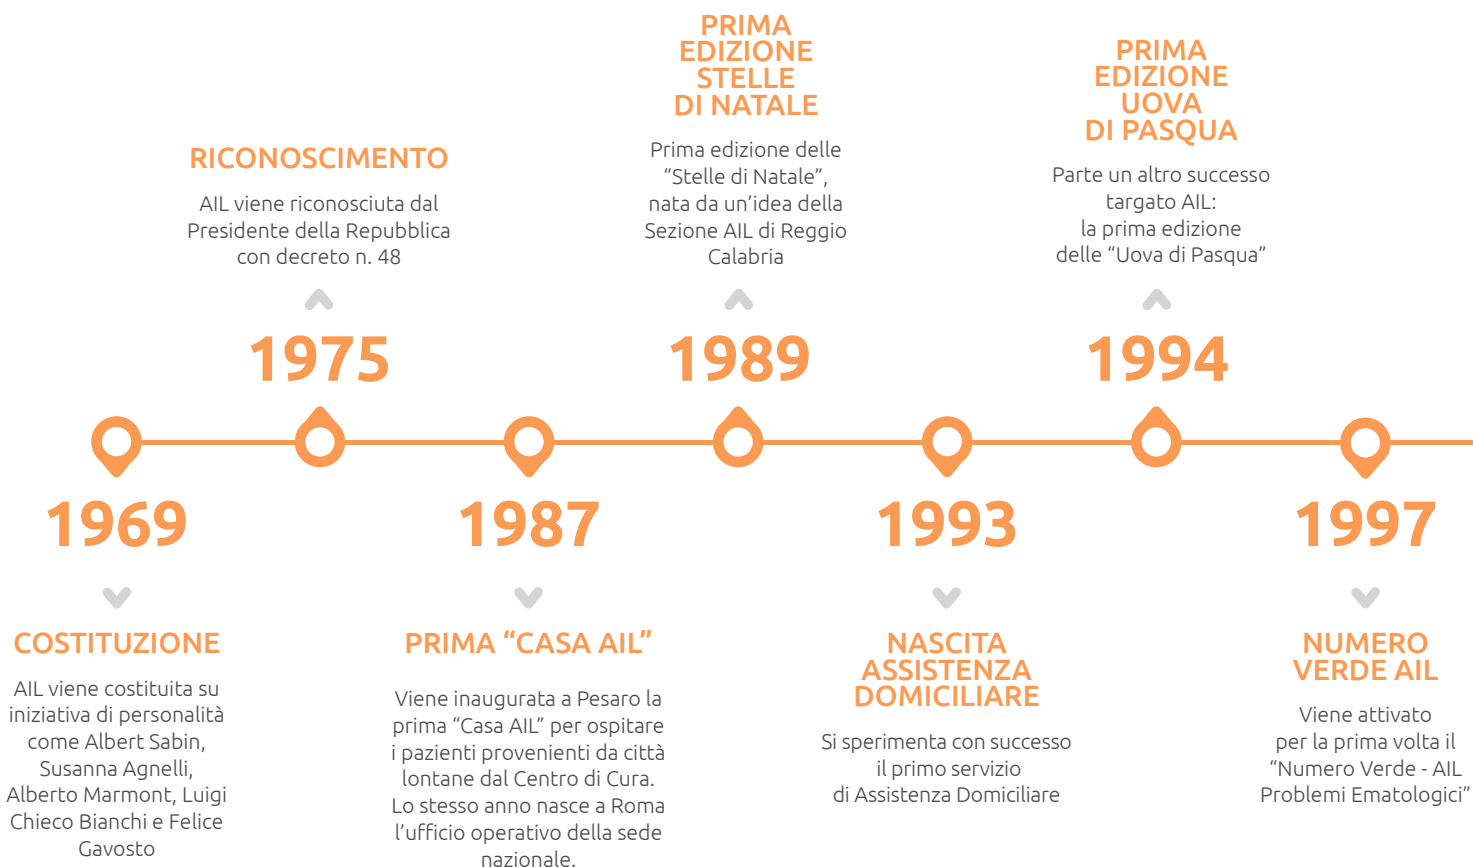 COSTITUZIONE
AIL viene costituita su
iniziativa di personalità
come Albert Sabin,
Susanna Agnelli,
Alberto Marmont, Luigi
Chieco Bianchi e Felice
Gavosto
1969
RICONOSCIMENTO
AIL viene riconosciuta dal
Presidente della Repubblica
con decreto n. 48
1975
1987
PRIMA “CASA AIL”
Viene inaugurata a Pesaro la
prima “Casa AIL” per ospitare
i pazienti provenienti da città
lontane dal Centro di Cura.
Lo stesso anno nasce a Roma
l’ufficio operativo della sede
nazionale.
PRIMA
EDIZIONE
STELLE
DI NATALE
Prima edizione delle
“Stelle di Natale”,
nata da un’idea della
Sezione AIL di Reggio
Calabria
1989
1993
NASCITA
ASSISTENZA
DOMICILIARE
Si sperimenta con successo
il primo servizio
di Assistenza Domiciliare
PRIMA
EDIZIONE
UOVA
DI PASQUA
Parte un altro successo
targato AIL:
la prima edizione
delle “Uova di Pasqua”
1994
1997
NUMERO
VERDE AIL
Viene attivato
per la prima volta il
“Numero Verde - AIL
Problemi Ematologici”